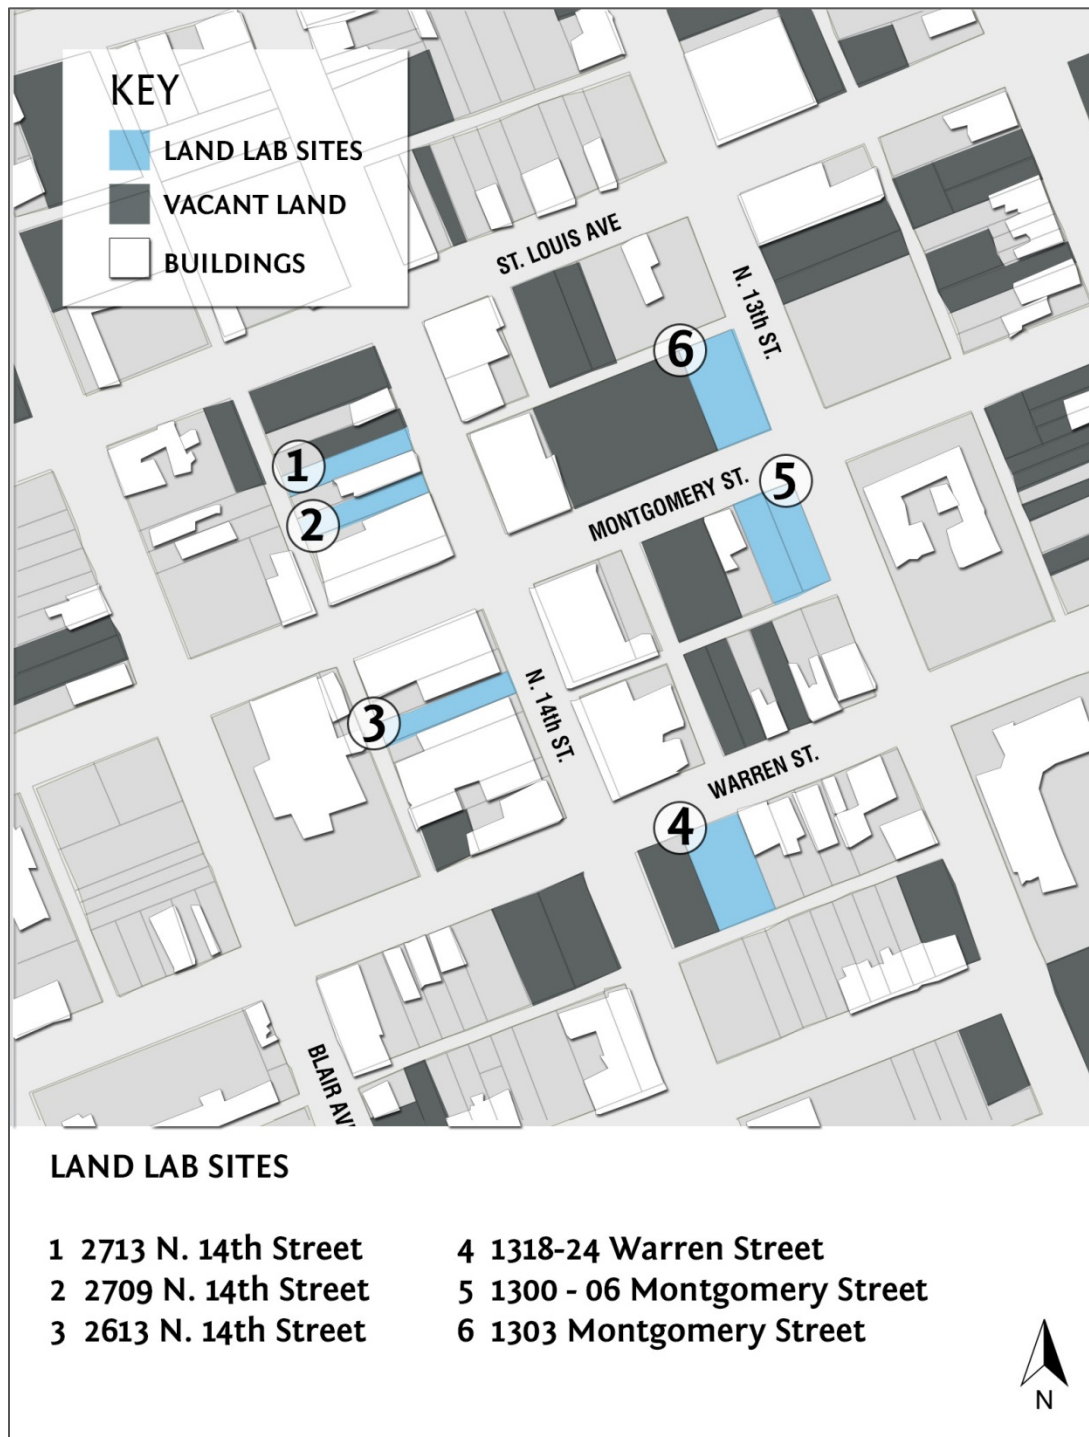 KEY
LAND LAB SITES
VACANT LAND
BUILDINGS
ST. LOUIS AVE
N. 13th ST.
6
1
5
MONTGOMERY ST.
2
3
N. 14th ST.
WARREN ST.
4
BLAIR AV
LAND LAB SITES
1 2713 N. 14th Street
2 2709 N. 14th Street
3 2613 N. 14th Street
4 1318-24 Warren Street
5 1300 - 06 Montgomery Street
6 1303 Montgomery Street
N